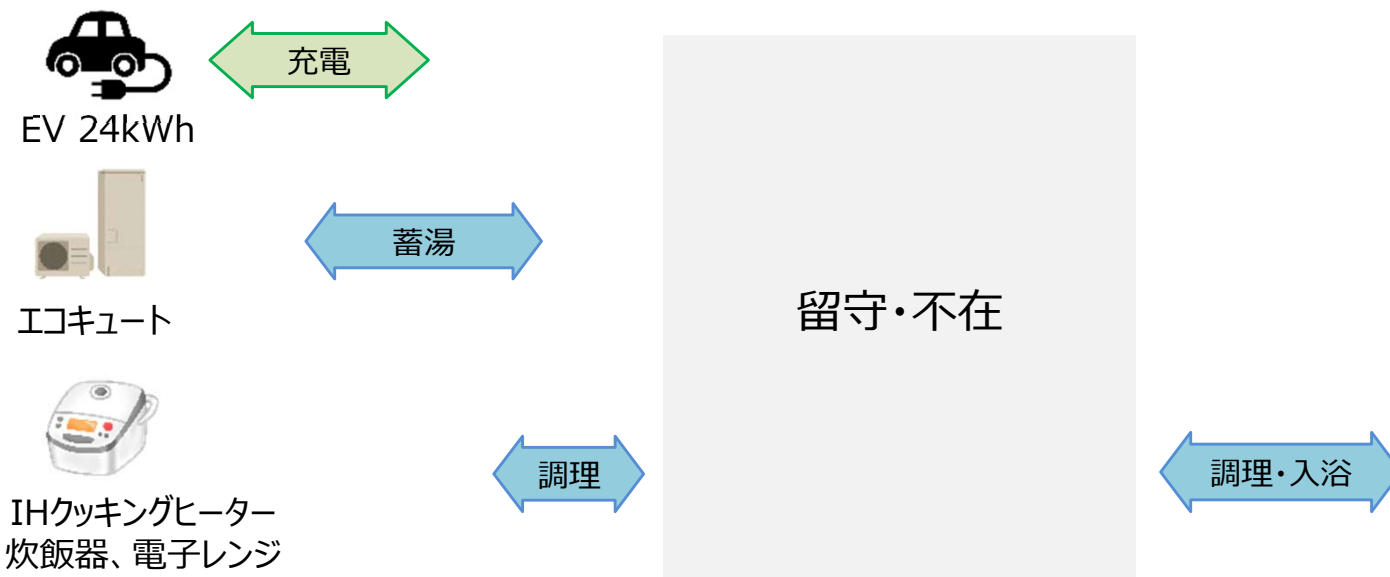 充電
EV 24kWh
蓄湯
エコキュート
留守・不在
調理
調理・入浴
IHクッキングヒーター
炊飯器、電子レンジ